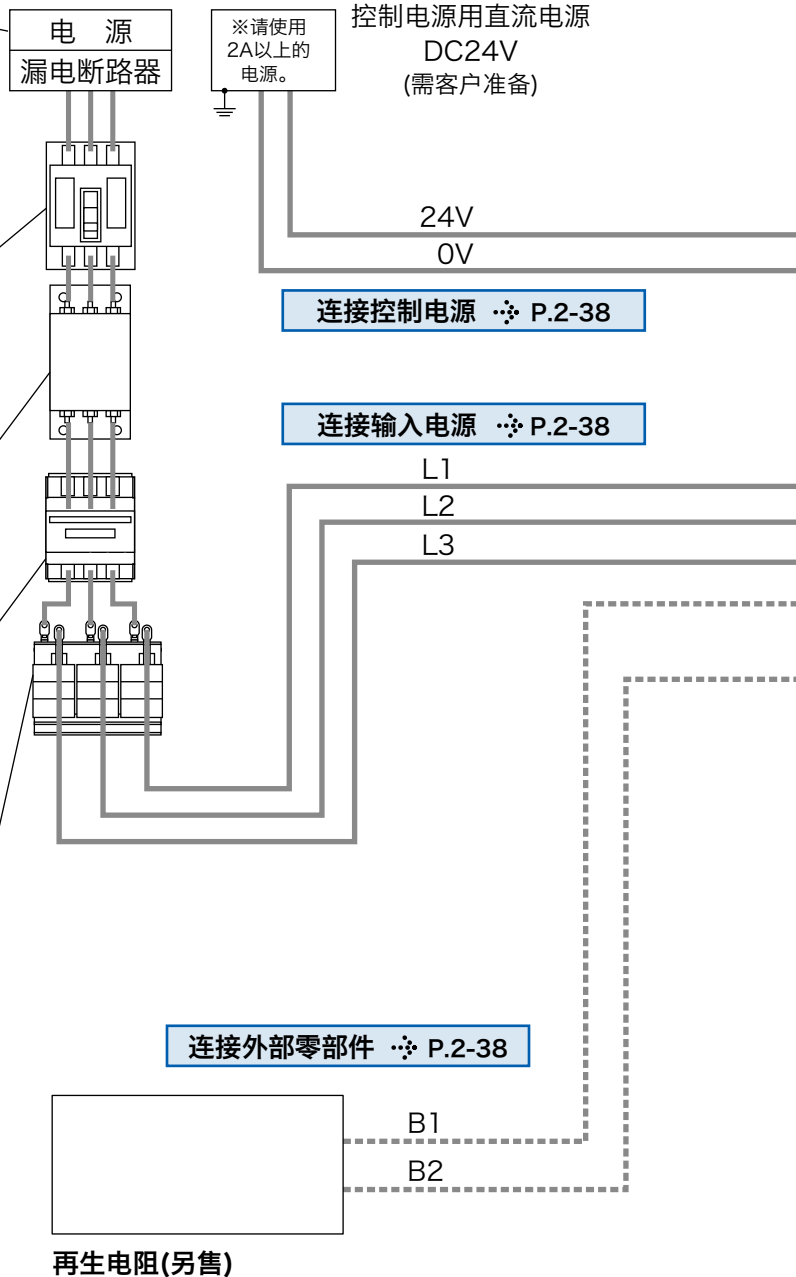 电 源
漏电断路器
※请使用
2A以上的
电源。
控制电源用直流电源
DC24V
(需客户准备)
24V
0V
连接控制电源 ⋯ P.2-38
连接输入电源 ⋯ P.2-38
L1
L2
L3
连接外部零部件 ⋯ P.2-38
B1
B2
再生电阻(另售)